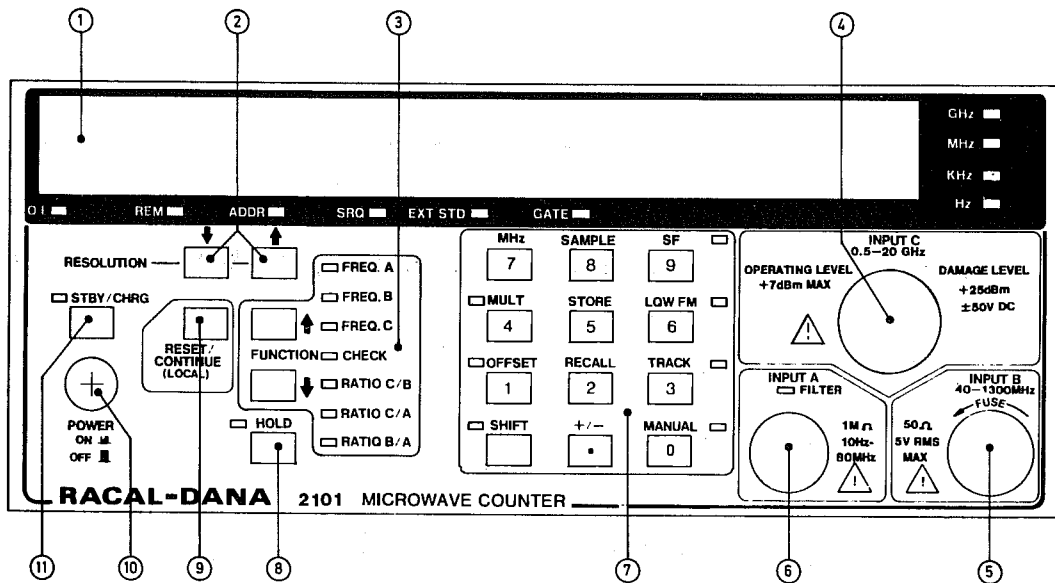 1 2 3 4
GHz
MHz
KHz
Hz
O I REM ADDR SRQ EXT STD GATE
RESOLUTION
STBY/CHRG
RESET/
CONTINUE
(LOCAL)
POWER
ON
OFF
FUNCTION
HOLD
FREQ. A
FREQ. B
FREQ. C
CHECK
RATIO C/B
RATIO C/A
RATIO B/A
MHz SAMPLE SF
7 8 9
MULT STORE LOW FM
4 5 6
OFFSET RECALL TRACK
1 2 3
SHIFT +/− MANUAL
. 0
INPUT C
0.5–20 GHz
OPERATING LEVEL
+7dBm MAX
DAMAGE LEVEL
+25dBm
±50V DC
INPUT A
FILTER
1M Ω
10Hz-
80MHz
INPUT B
40–1300MHz
FUSE
50Ω
5V RMS
MAX
RACAL-DANA 2101 MICROWAVE COUNTER
11 10 9 8 7 6 5